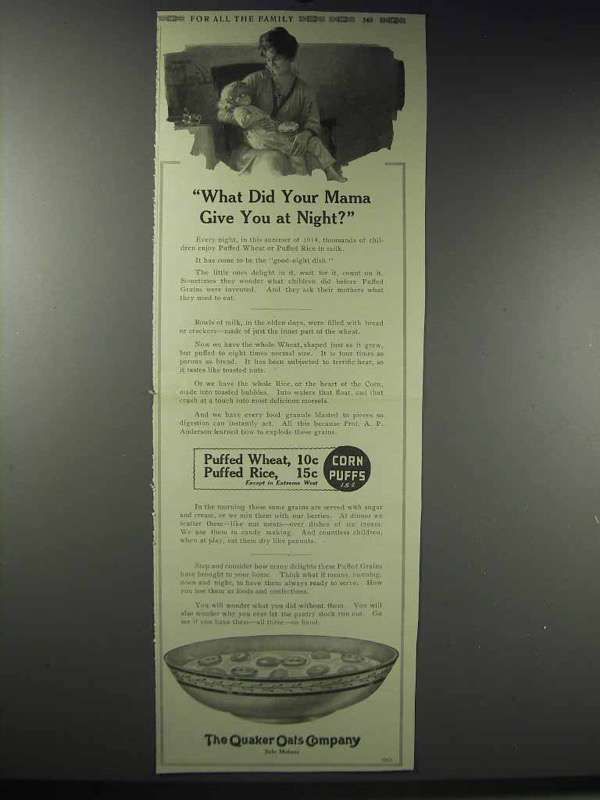 FOR ALL THE FAMILY 343
"What Did Your Mama
Give You at Night?"
Every night, in this summer of 1914, thousands of chil-
dren enjoy Puffed Wheat or Puffed Rice in milk.
It has come to be the "good-night dish."
The little ones delight in it, wait for it, count on it.
Sometimes they wonder what children did before Puffed
Grains were invented. And they ask their mothers what
they used to eat.
Bowls of milk, in the olden days, were filled with bread
or crackers—made of just the inner part of the wheat.
Now we have the whole Wheat, shaped just as it grew,
but puffed to eight times normal size. It is four times as
porous as bread. It has been subjected to terrific heat, so
it tastes like toasted nuts.
Or we have the whole Rice, or the heart of the Corn,
made into toasted bubbles. Into wafers that float, and that
crush at a touch into most delicious morsels.
And we have every food granule blasted to pieces so
digestion can instantly act. All this because Prof. A. P.
Anderson learned how to explode these grains.
Puffed Wheat, 10c
Puffed Rice, 15c
Except in Extreme West
CORN
PUFFS
15¢
In the morning these same grains are served with sugar
and cream, or we mix them with our berries. At dinner we
scatter them—like nut meats—over dishes of ice cream.
We use them in candy making. And countless children,
when at play, eat them dry like peanuts.
Stop and consider how many delights these Puffed Grains
have brought to your home. Think what it means, morning,
noon and night, to have them always ready to serve. How
you use them as foods and confections.
You will wonder what you did without them. You will
also wonder why you ever let the pantry stock run out. Go
see if you have them—all three—on hand.
The Quaker Oats Company
Sole Makers